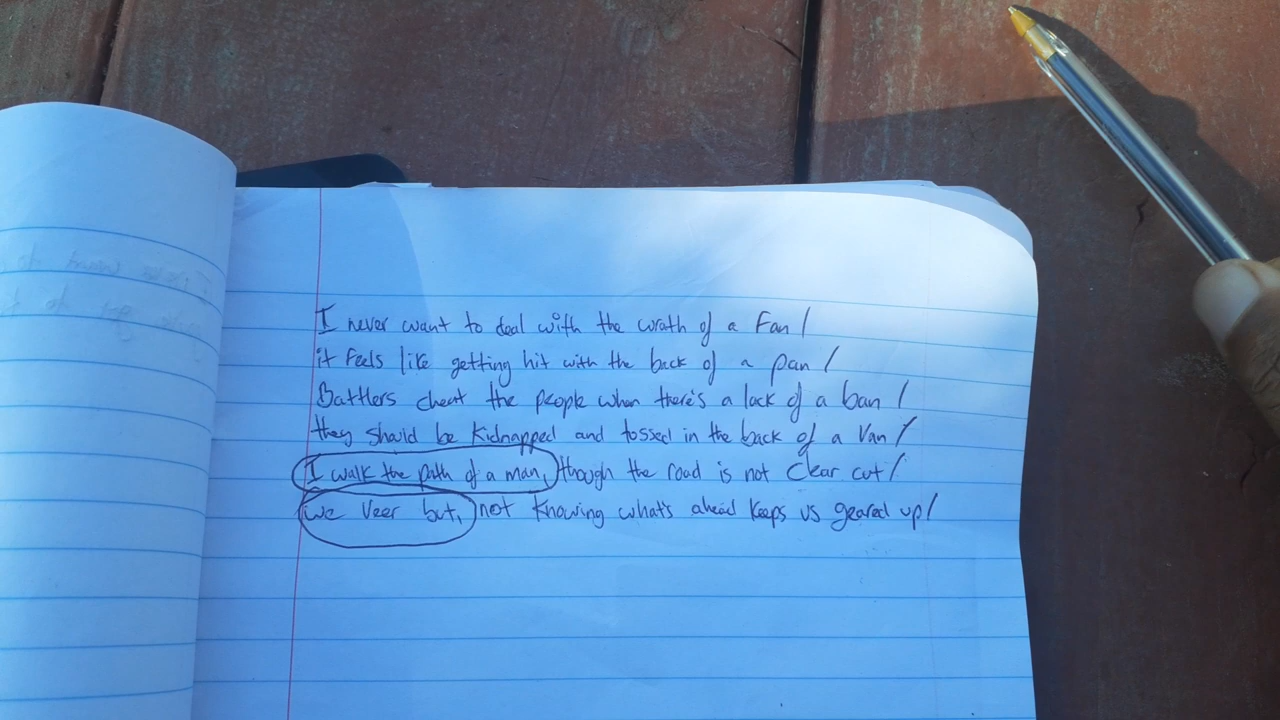 I never want to deal with the wrath of a Fan /
it feels like getting hit with the back of a pan /
Battlers cheat the people when there's a lack of a ban /
they should be kidnapped and tossed in the back of a van /
I walk the path of a man, though the road is not clear cut /
we veer but, not knowing what's ahead keeps us geared up /